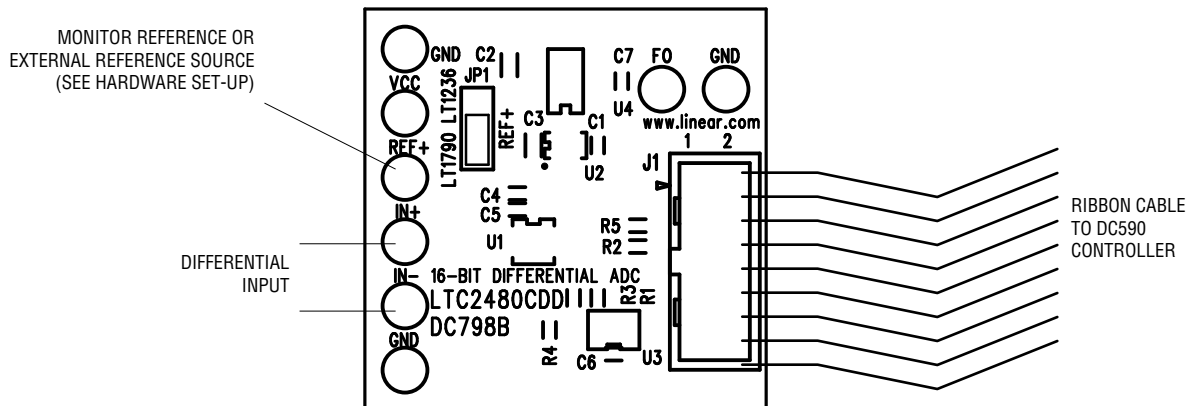 MONITOR REFERENCE OR
EXTERNAL REFERENCE SOURCE
(SEE HARDWARE SET-UP)
DIFFERENTIAL
INPUT
GND
VCC
REF+
IN+
IN-
GND
C2
JP1
LT1790 LT1236
REF+
C3
C1
U2
C7
U4
FO
GND
www.linear.com
1 2
J1
C4
C5
U1
R5
R2
16-BIT DIFFERENTIAL ADC
LTC2480CDD
DC798B
R4
R3
R1
C6
U3
RIBBON CABLE
TO DC590
CONTROLLER